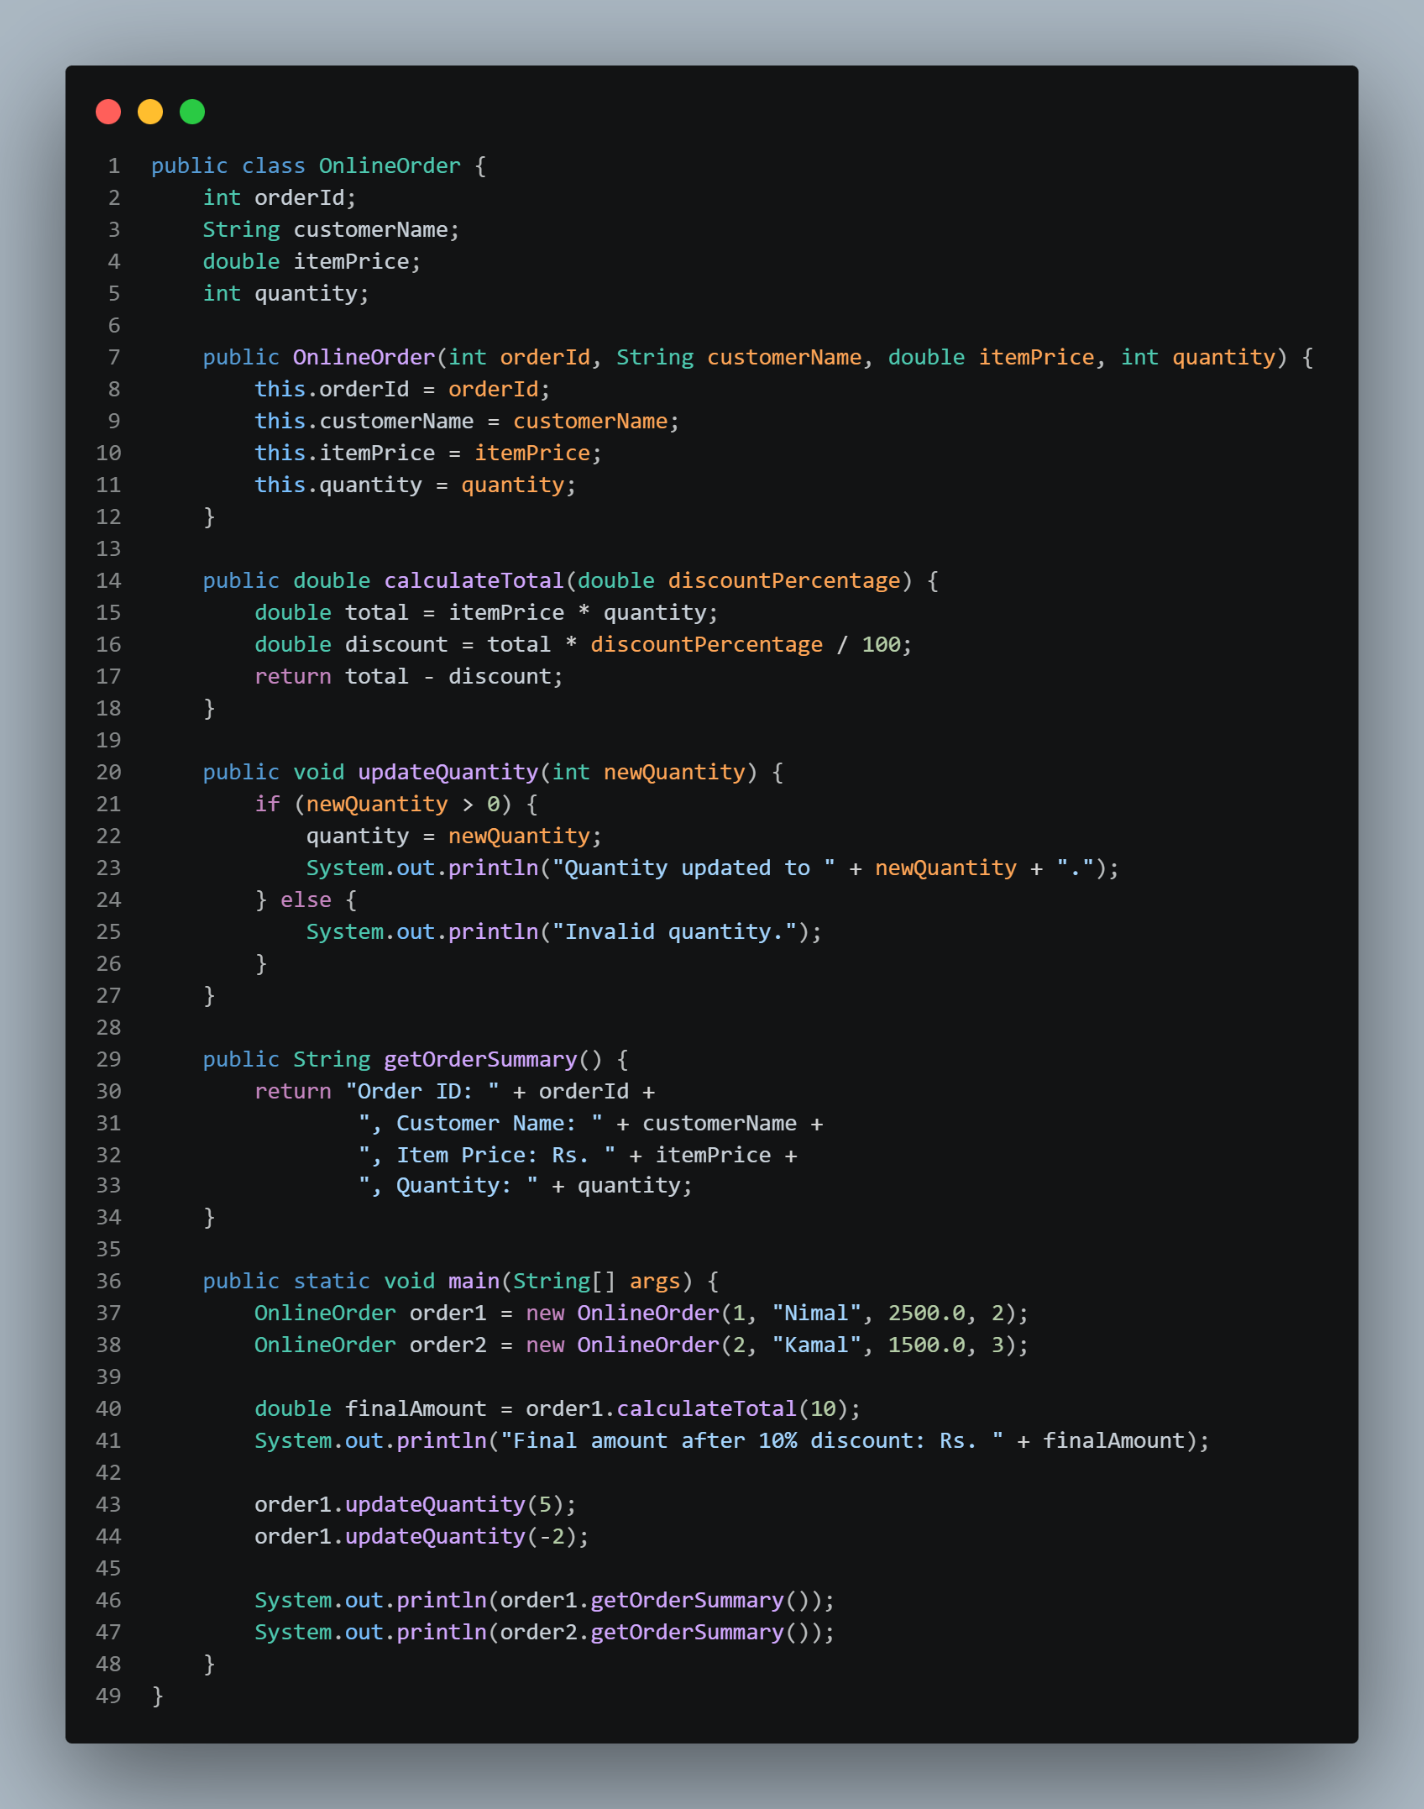 1 public class OnlineOrder {
2     int orderId;
3     String customerName;
4     double itemPrice;
5     int quantity;
6
7     public OnlineOrder(int orderId, String customerName, double itemPrice, int quantity) {
8         this.orderId = orderId;
9         this.customerName = customerName;
10         this.itemPrice = itemPrice;
11         this.quantity = quantity;
12     }
13
14     public double calculateTotal(double discountPercentage) {
15         double total = itemPrice * quantity;
16         double discount = total * discountPercentage / 100;
17         return total - discount;
18     }
19
20     public void updateQuantity(int newQuantity) {
21         if (newQuantity > 0) {
22             quantity = newQuantity;
23             System.out.println("Quantity updated to " + newQuantity + ".");
24         } else {
25             System.out.println("Invalid quantity.");
26         }
27     }
28
29     public String getOrderSummary() {
30         return "Order ID: " + orderId +
31                 ", Customer Name: " + customerName +
32                 ", Item Price: Rs. " + itemPrice +
33                 ", Quantity: " + quantity;
34     }
35
36     public static void main(String[] args) {
37         OnlineOrder order1 = new OnlineOrder(1, "Nimal", 2500.0, 2);
38         OnlineOrder order2 = new OnlineOrder(2, "Kamal", 1500.0, 3);
39
40         double finalAmount = order1.calculateTotal(10);
41         System.out.println("Final amount after 10% discount: Rs. " + finalAmount);
42
43         order1.updateQuantity(5);
44         order1.updateQuantity(-2);
45
46         System.out.println(order1.getOrderSummary());
47         System.out.println(order2.getOrderSummary());
48     }
49 }